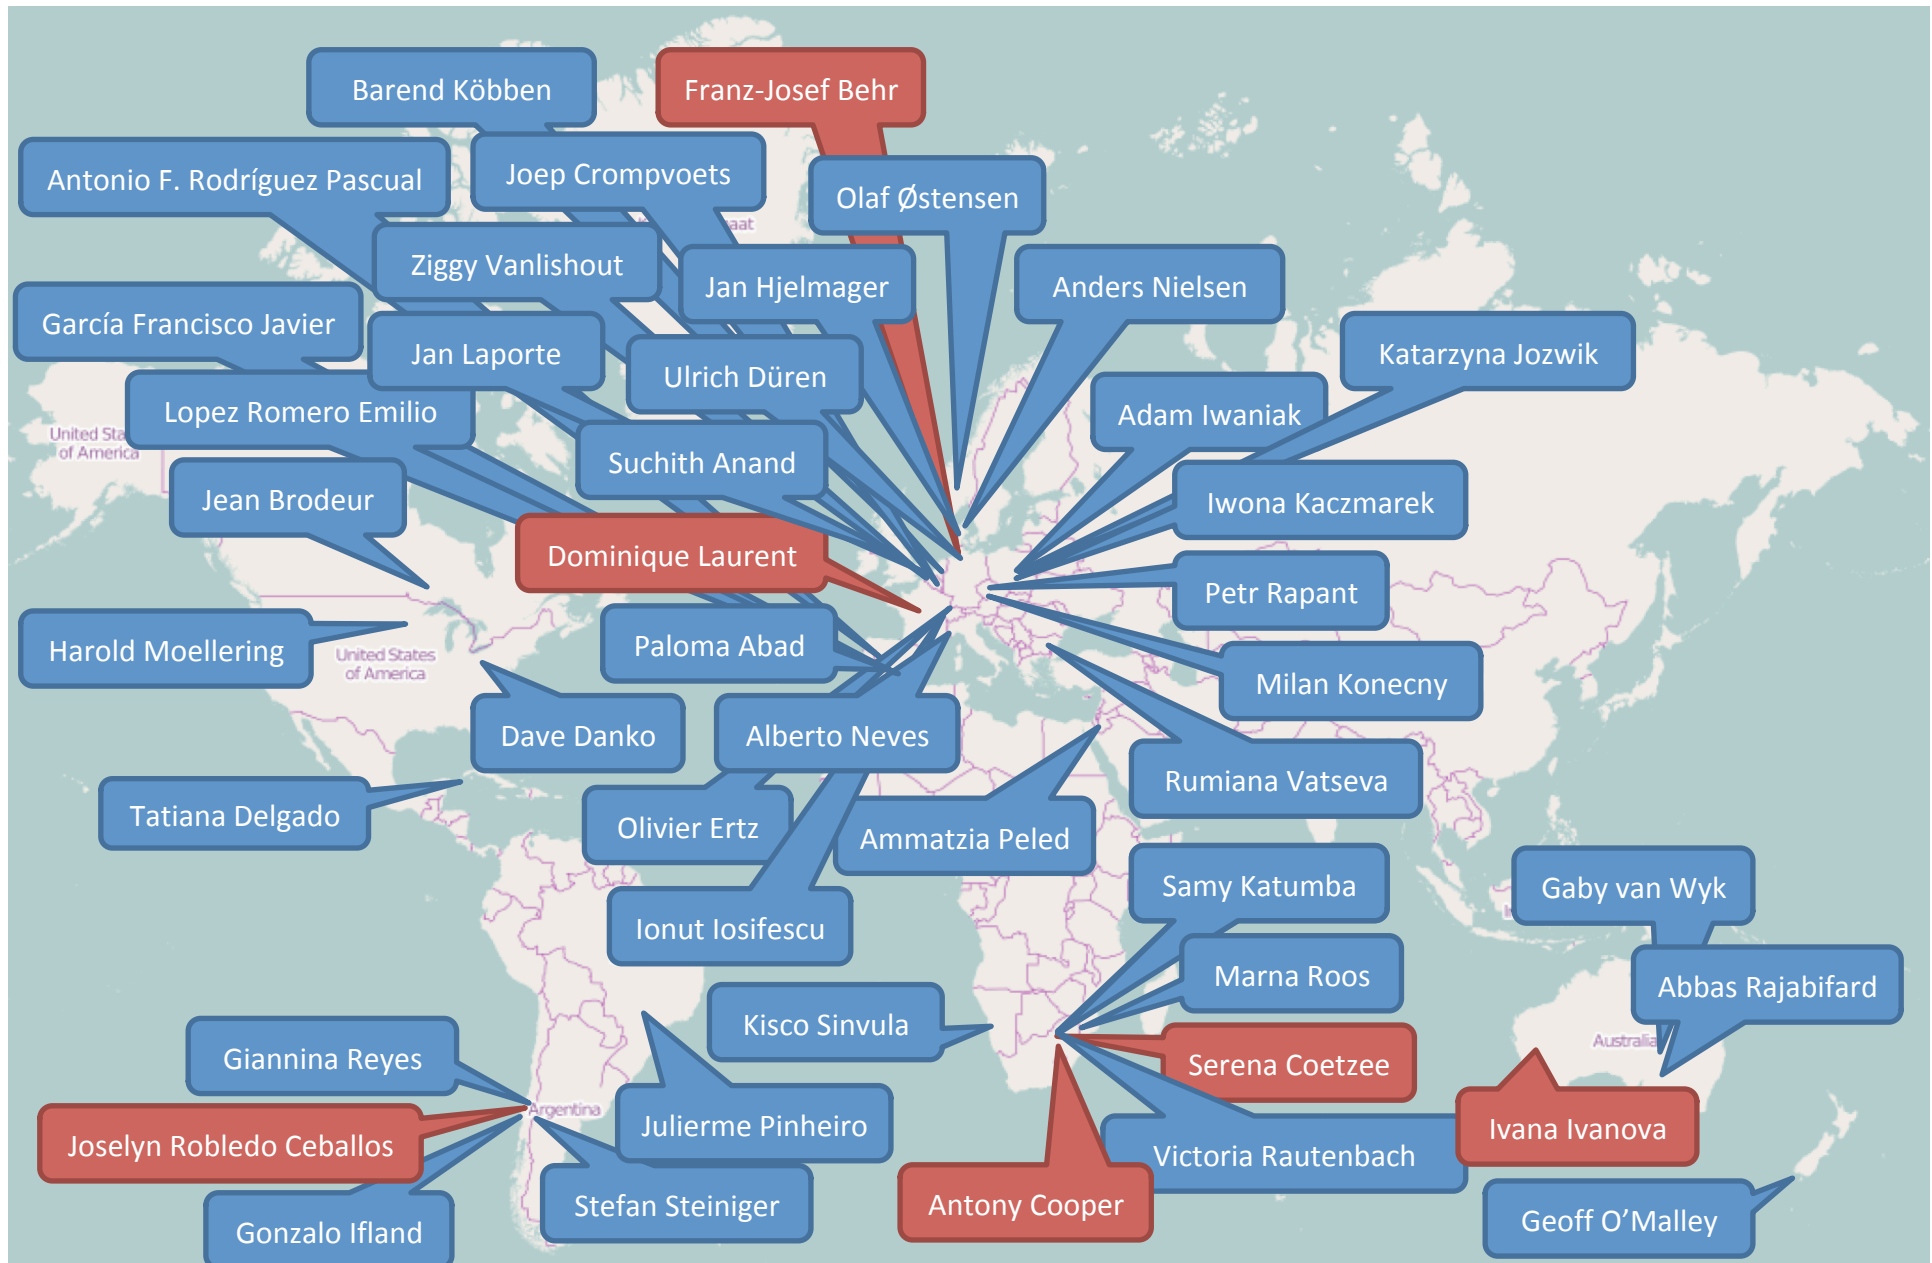 Barend Köbben
Franz-Josef Behr
Antonio F. Rodríguez Pascual
Joep Crompvoets
Olaf Østensen
aat
Ziggy Vanlishout
Jan Hjelmager
Anders Nielsen
García Francisco Javier
Jan Laporte
Ulrich Düren
Katarzyna Jozwik
Lopez Romero Emilio
Adam Iwaniak
United Sta
of America
Suchith Anand
Jean Brodeur
Iwona Kaczmarek
Dominique Laurent
Petr Rapant
Harold Moellering
United States
of America
Paloma Abad
Milan Konecny
Dave Danko
Alberto Neves
Rumiana Vatseva
Tatiana Delgado
Olivier Ertz
Ammatzia Peled
Samy Katumba
Gaby van Wyk
Ionut Iosifescu
Marna Roos
Abbas Rajabifard
Kisco Sinvula
Australia
Giannina Reyes
Serena Coetzee
Argentina
Joselyn Robledo Ceballos
Julierme Pinheiro
Victoria Rautenbach
Ivana Ivanova
Gonzalo Ifland
Stefan Steiniger
Antony Cooper
Geoff O’Malley